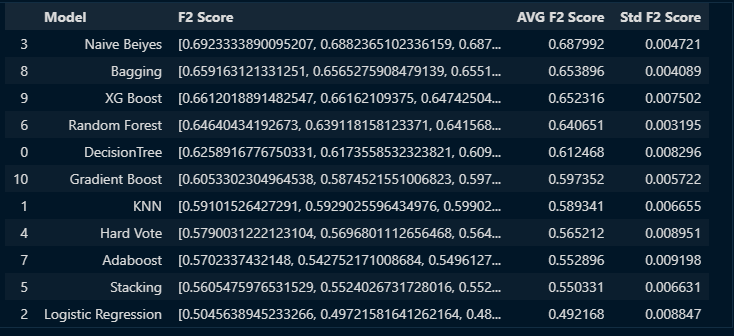 Model F2 Score AVG F2 Score Std F2 Score
3 Naive Beiyes [0.6923333890095207, 0.6882365102336159, 0.687... 0.687992 0.004721
8 Bagging [0.659163121331251, 0.6565275908479139, 0.6551... 0.653896 0.004089
9 XG Boost [0.6612018891482547, 0.66162109375, 0.64742504... 0.652316 0.007502
6 Random Forest [0.64640434192673, 0.639118158123371, 0.641568... 0.640651 0.003195
0 DecisionTree [0.6258916776750331, 0.6173558532323821, 0.609... 0.612468 0.008296
10 Gradient Boost [0.6053302304964538, 0.5874521551006823, 0.597... 0.597352 0.005722
1 KNN [0.59101526427291, 0.5929025596434976, 0.59902... 0.589341 0.006655
4 Hard Vote [0.5790031222123104, 0.5696801112656468, 0.564... 0.565212 0.008951
7 Adaboost [0.5702337432148, 0.542752171008684, 0.5496127... 0.552896 0.009198
5 Stacking [0.5605475976531529, 0.5524026731728016, 0.552... 0.550331 0.006631
2 Logistic Regression [0.5045638945233266, 0.49721581641262164, 0.48... 0.492168 0.008847